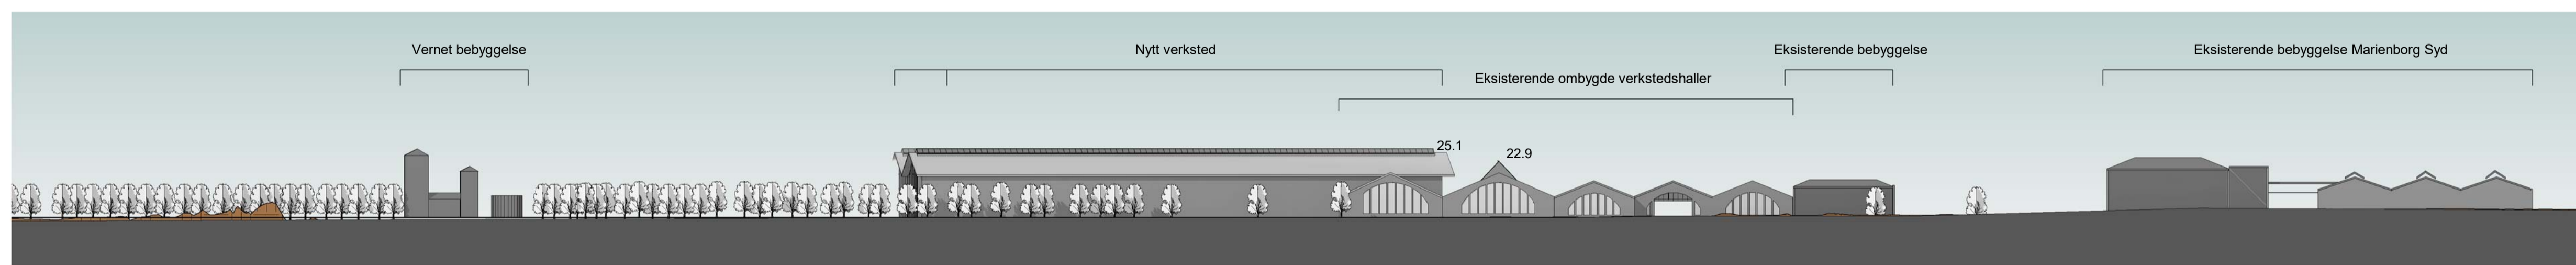 Vernet bebyggelse
Nytt verksted
Eksisterende bebyggelse
Eksisterende bebyggelse Marienborg Syd
Eksisterende ombygde verkstedshaller
25.1
22.9